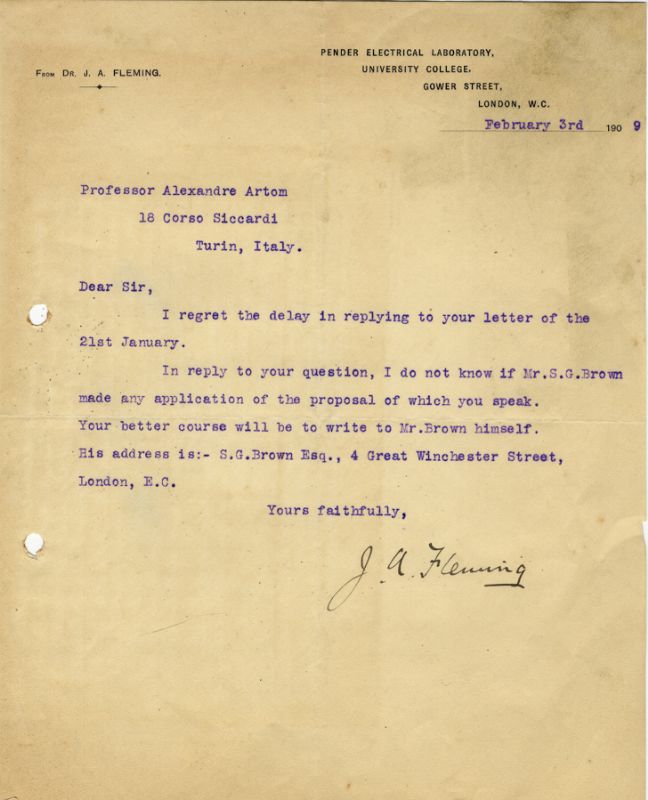 From Dr. J. A. FLEMING.
PENDER ELECTRICAL LABORATORY,
UNIVERSITY COLLEGE,
GOWER STREET,
LONDON, W.C.
February 3rd 1909
Professor Alexandre Artom
18 Corso Siccardi
Turin, Italy.
Dear Sir,
I regret the delay in replying to your letter of the
21st January.
In reply to your question, I do not know if Mr.S.G.Brown
made any application of the proposal of which you speak.
Your better course will be to write to Mr.Brown himself.
His address is:- S.G.Brown Esq., 4 Great Winchester Street,
London, E.C.
Yours faithfully,
J. A. Fleming